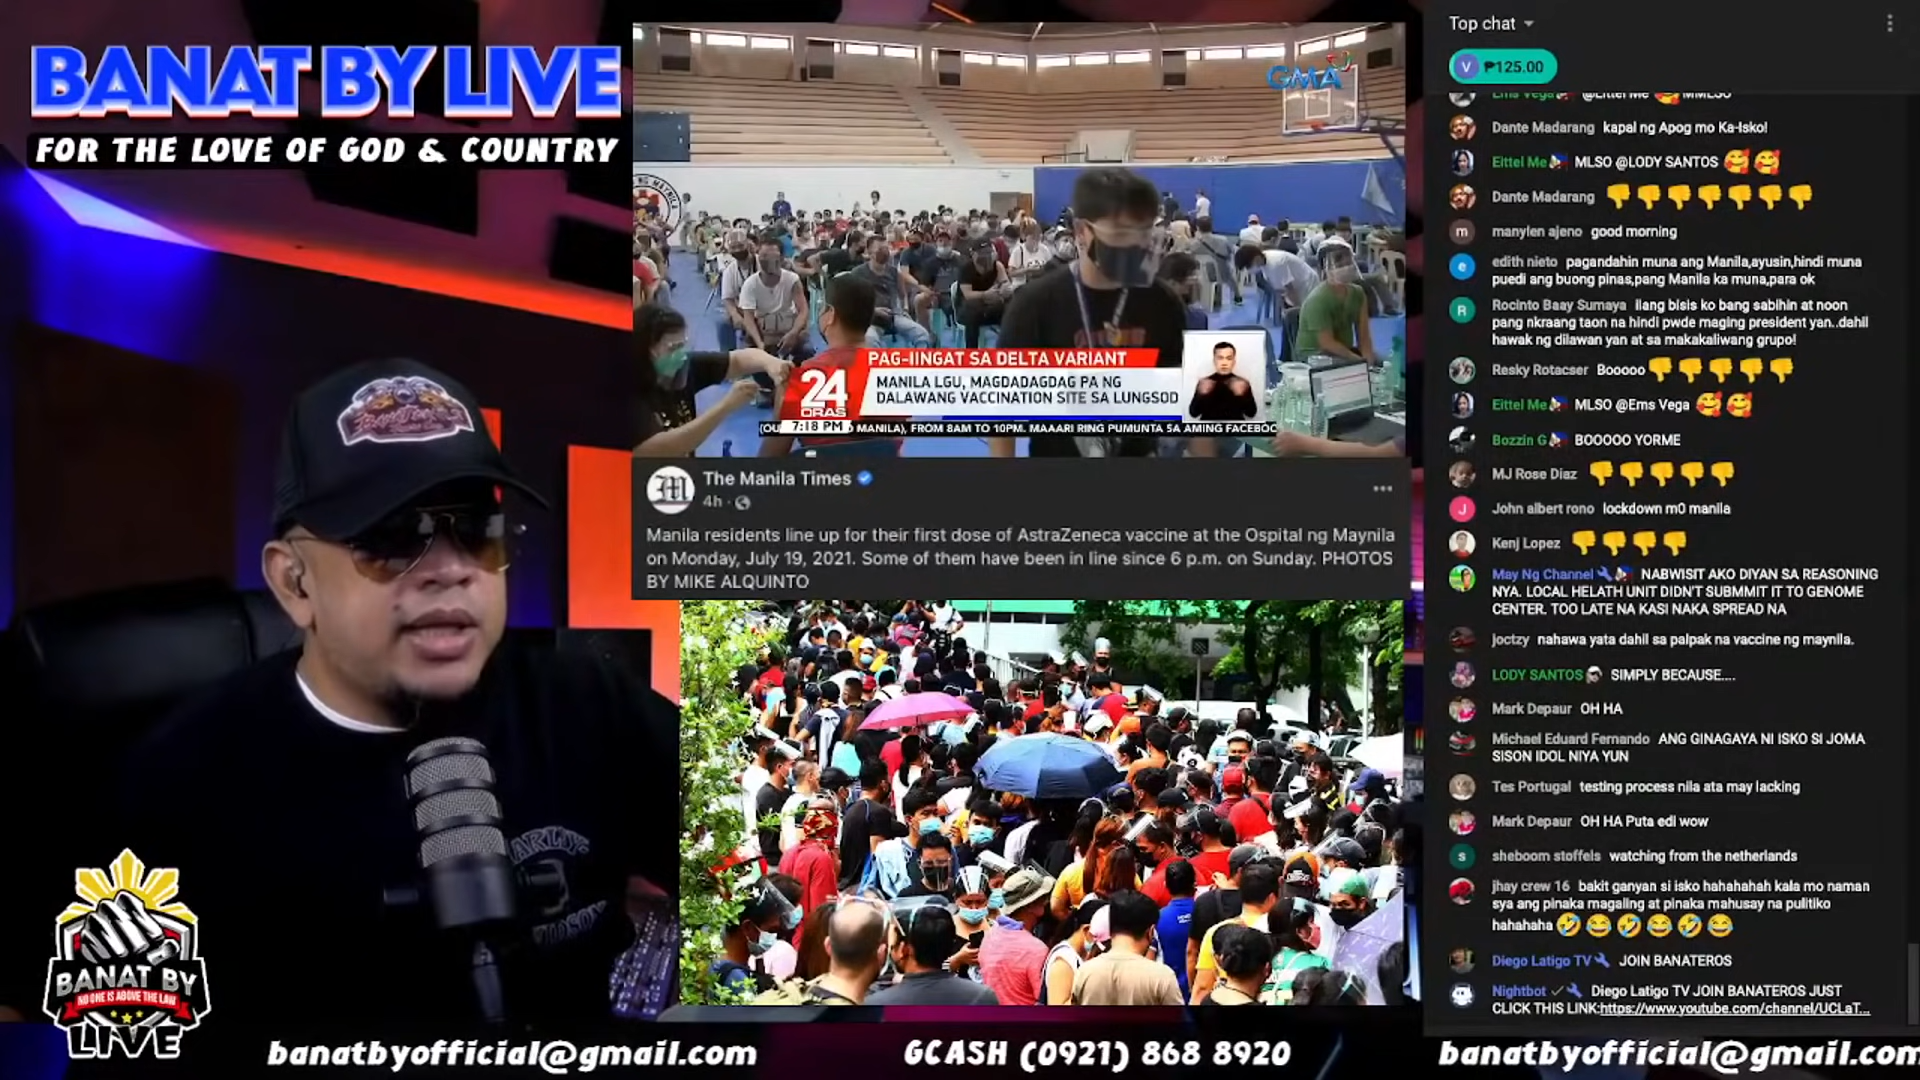 BANAT BY LIVE
FOR THE LOVE OF GOD & COUNTRY
GMA
NG MAYNILA
PAG-IINGAT SA DELTA VARIANT
24
ORAS
MANILA LGU, MAGDADAGDAG PA NG
DALAWANG VACCINATION SITE SA LUNGSOD
7:18 PM
MANILA), FROM 8AM TO 10PM. MAAARI RING PUMUNTA SA AMING FACEBOC
The Manila Times
4h
Manila residents line up for their first dose of AstraZeneca vaccine at the Ospital ng Maynila
on Monday, July 19, 2021. Some of them have been in line since 6 p.m. on Sunday. PHOTOS
BY MIKE ALQUINTO
BANAT BY
NO ONE IS ABOVE THE LAW
LIVE
banatbyofficial@gmail.com
GCASH (0921) 868 8920
banatbyofficial@gmail.com
Top chat
V ₱125.00
Ems Vega @Eittel Me MMLSO
Dante Madarang kapal ng Apog mo Ka-Isko!
Eittel Me MLSO @LODY SANTOS 🥰 🥰
Dante Madarang 👎👎👎👎👎👎👎
m manylen ajeno good morning
e edith nieto pagandahin muna ang Manila,ayusin,hindi muna
puedi ang buong pinas,pang Manila ka muna,para ok
R Rocinto Baay Sumaya ilang bisis ko bang sabihin at noon
pang nkraang taon na hindi pwde maging president yan..dahil
hawak ng dilawan yan at sa makakaliwang grupo!
Resky Rotacser Booooo 👎👎👎👎👎
Eittel Me MLSO @Ems Vega 🥰 🥰
Bozzin G BOOOOO YORME
MJ Rose Diaz 👎👎👎👎👎
J John albert rono lockdown m0 manila
Kenj Lopez 👎👎👎👎
May Ng Channel NABWISIT AKO DIYAN SA REASONING
NYA. LOCAL HELATH UNIT DIDN'T SUBMMIT IT TO GENOME
CENTER. TOO LATE NA KASI NAKA SPREAD NA
joctzy nahawa yata dahil sa palpak na vaccine ng maynila.
LODY SANTOS SIMPLY BECAUSE....
Mark Depaur OH HA
Michael Eduard Fernando ANG GINAGAYA NI ISKO SI JOMA
SISON IDOL NIYA YUN
Tes Portugal testing process nila ata may lacking
Mark Depaur OH HA Puta edi wow
s sheboom stoffels watching from the netherlands
jhay crew 16 bakit ganyan si isko hahahahah kala mo naman
sya ang pinaka magaling at pinaka mahusay na pulitiko
hahahaha 🤣😂🤣😂🤣😂
Diego Latigo TV JOIN BANATEROS
Nightbot Diego Latigo TV JOIN BANATEROS JUST
CLICK THIS LINK:https://www.youtube.com/channel/UCLaT...